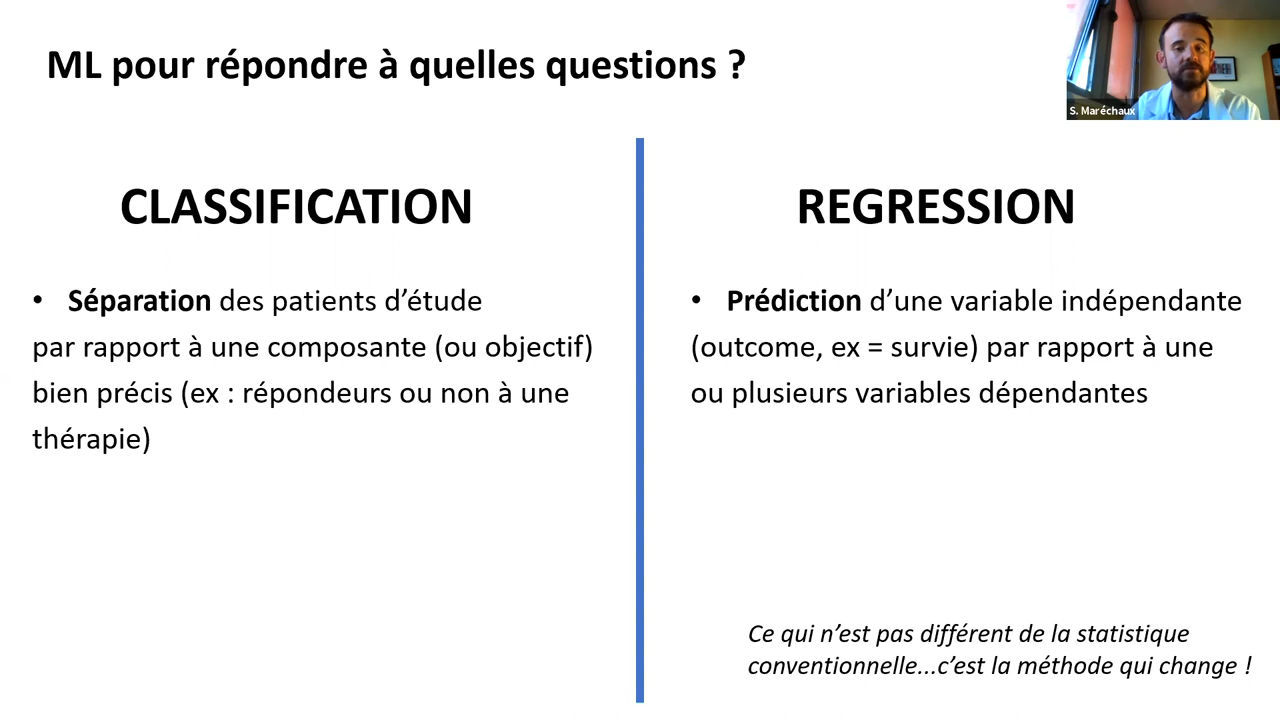 ML pour répondre à quelles questions ?
S. Maréchaux
CLASSIFICATION
• Séparation des patients d’étude
par rapport à une composante (ou objectif)
bien précis (ex : répondeurs ou non à une
thérapie)
REGRESSION
• Prédiction d’une variable indépendante
(outcome, ex = survie) par rapport à une
ou plusieurs variables dépendantes
Ce qui n’est pas différent de la statistique
conventionnelle...c’est la méthode qui change !